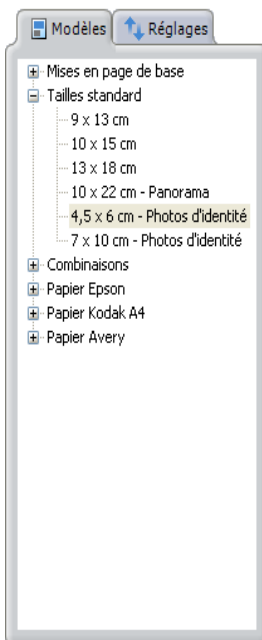 Modèles Réglages
Mises en page de base
Tailles standard
9 x 13 cm
10 x 15 cm
13 x 18 cm
10 x 22 cm - Panorama
4,5 x 6 cm - Photos d'identité
7 x 10 cm - Photos d'identité
Combinaisons
Papier Epson
Papier Kodak A4
Papier Avery